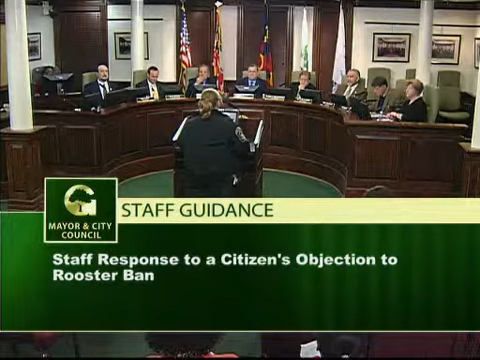 G
STAFF GUIDANCE
MAYOR & CITY
COUNCIL
Staff Response to a Citizen's Objection to
Rooster Ban